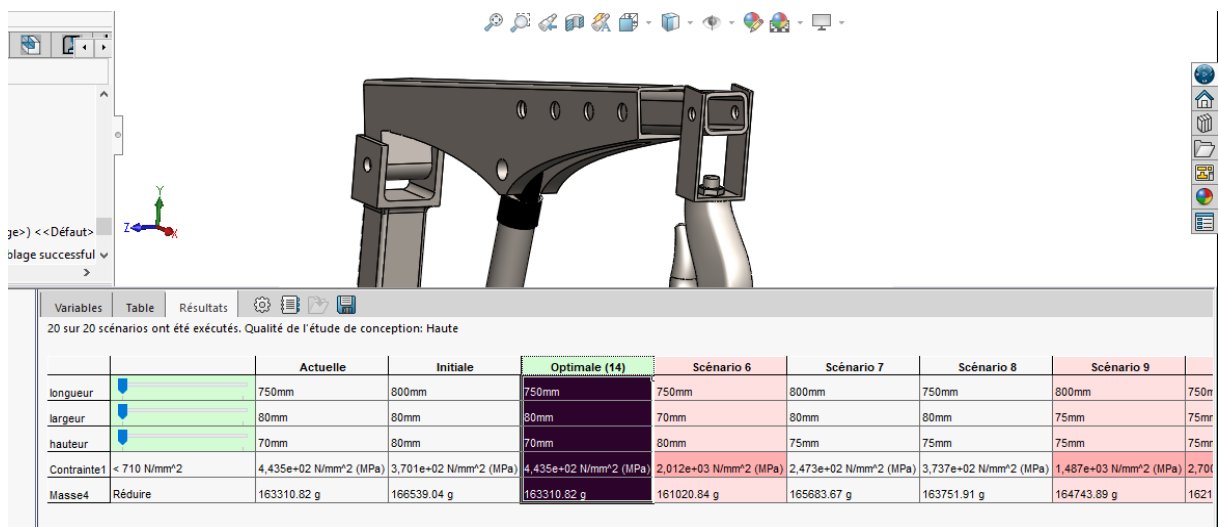 Y
Z
X
ge>) <<Défaut>
blage successful
Variables Table Résultats
20 sur 20 scénarios ont été exécutés. Qualité de l'étude de conception: Haute
Actuelle Initiale Optimale (14) Scénario 6 Scénario 7 Scénario 8 Scénario 9
longueur 750mm 800mm 750mm 750mm 800mm 750mm 800mm 750m
largeur 80mm 80mm 80mm 70mm 80mm 80mm 75mm 75mm
hauteur 70mm 80mm 70mm 80mm 75mm 75mm 75mm 75mm
Contrainte1 < 710 N/mm^2 4,435e+02 N/mm^2 (MPa) 3,701e+02 N/mm^2 (MPa) 4,435e+02 N/mm^2 (MPa) 2,012e+03 N/mm^2 (MPa) 2,473e+02 N/mm^2 (MPa) 3,737e+02 N/mm^2 (MPa) 1,487e+03 N/mm^2 (MPa) 2,700
Masse4 Réduire 163310.82 g 166539.04 g 163310.82 g 161020.84 g 165683.67 g 163751.91 g 164743.89 g 1621